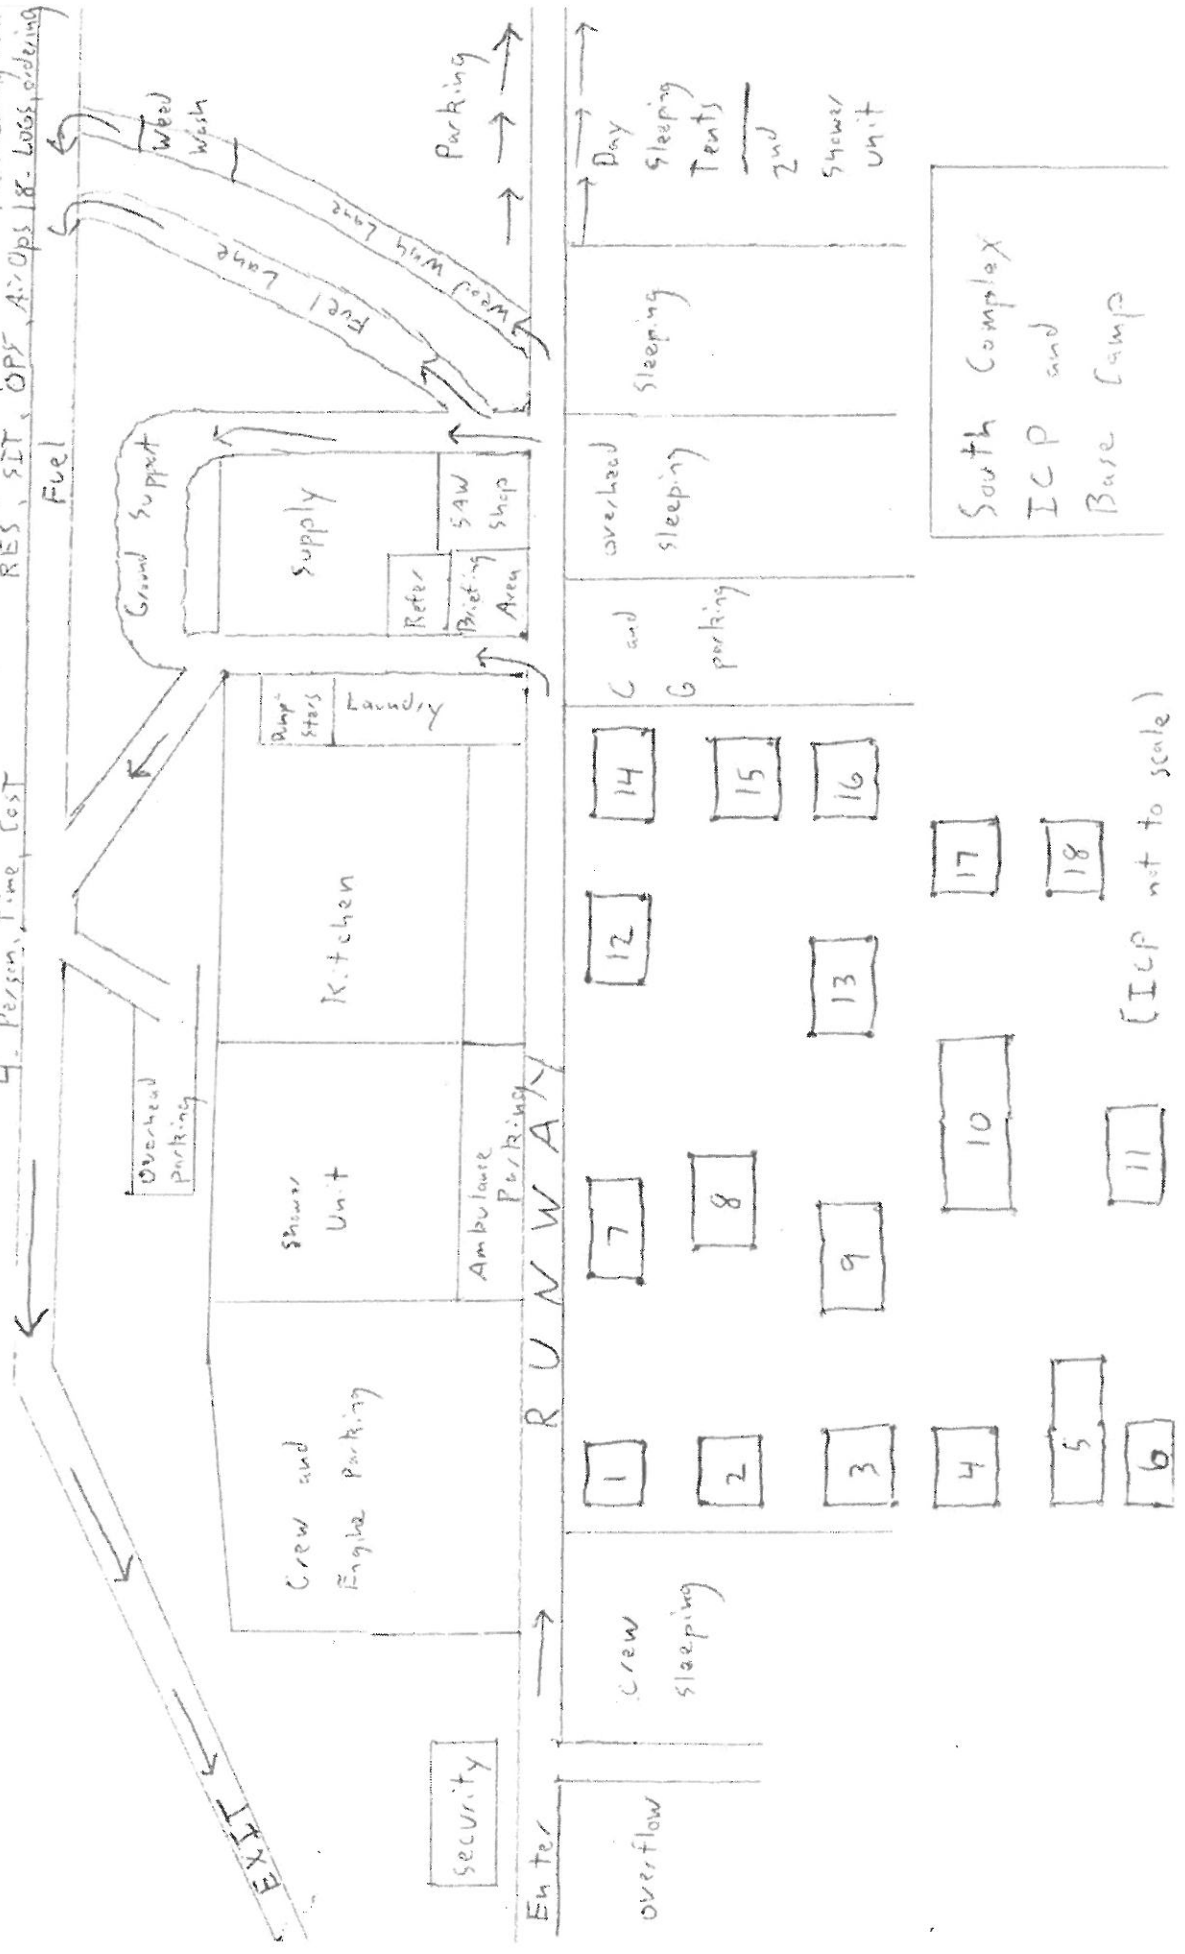 4. Person, Time, Cost
RES, SIT, OPS, Air Ops
18. LOGS, ordering
Fuel
Weed
Wash
Fuel Lane
Weed Wash Lane
Parking
Ground Support
Supply
SAW
Shop
Refer
Briefing
Area
Dump
sters
Laundry
Kitchen
Overhead
parking
Shower
Unit
Ambulance
Parking
Crew and
Engine Parking
EXIT
Security
Enter
RUNWAY
overflow
Crew
sleeping
1
2
3
4
5
6
7
8
9
10
11
12
13
14
15
16
17
18
C and
G
parking
overhead
sleeping
Sleeping
Day
Sleeping
Tents
2nd
Shower
unit
South Complex
ICP and
Base Camp
(ICP not to scale)